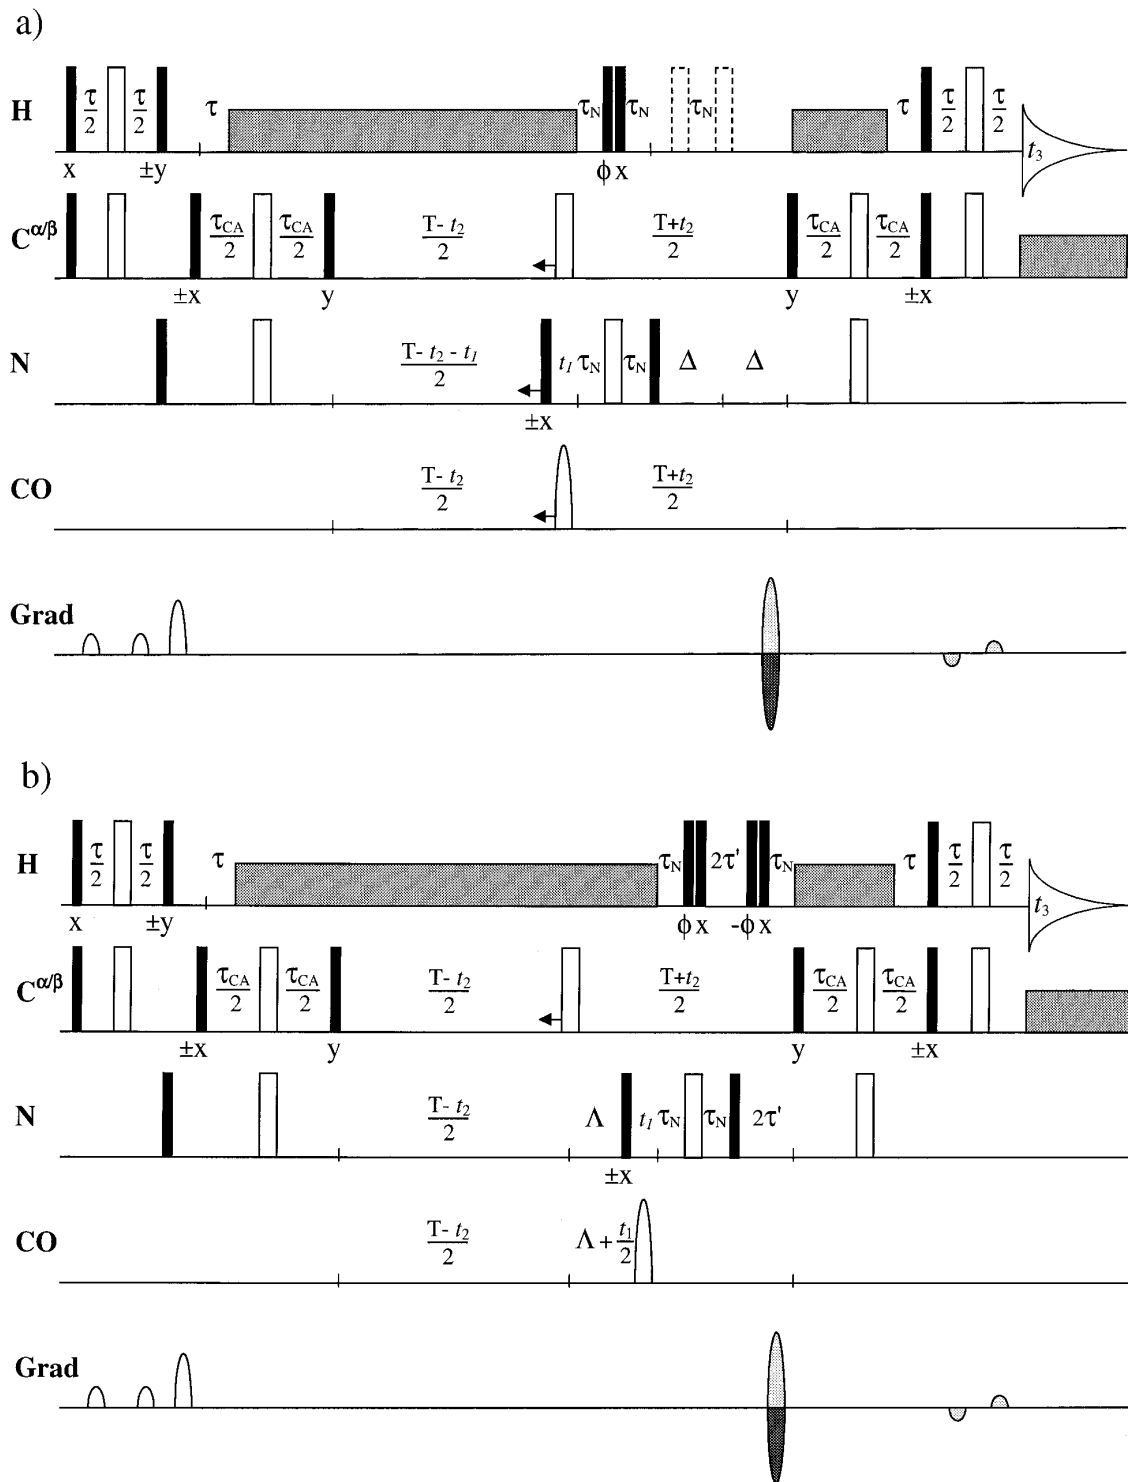 a)
H
τ/2 τ/2 τ τN τN τN τ τ/2 τ/2 t3
x ±y ϕ x
Cα/β
τCA/2 τCA/2 T- t2/2 T+t2/2 τCA/2 τCA/2
±x y y ±x
N
T- t2 - t1/2 t1 τN τN Δ Δ
±x
CO
T- t2/2 T+t2/2
Grad
b)
H
τ/2 τ/2 τ τN 2τ' τN τ τ/2 τ/2 t3
x ±y ϕ x -ϕ x
Cα/β
τCA/2 τCA/2 T- t2/2 T+t2/2 τCA/2 τCA/2
±x y y ±x
N
T- t2/2 Λ t1 τN τN 2τ'
±x
CO
T- t2/2 Λ + t1/2
Grad